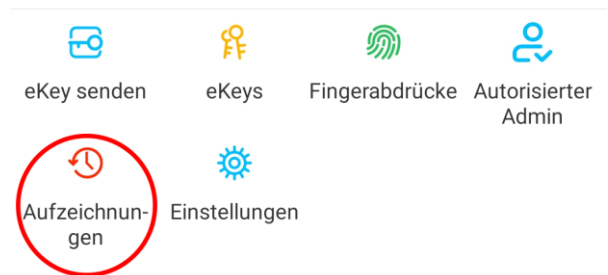 eKey senden
eKeys
Fingerabdrücke
Autorisierter
Admin
Aufzeichnun-
gen
Einstellungen